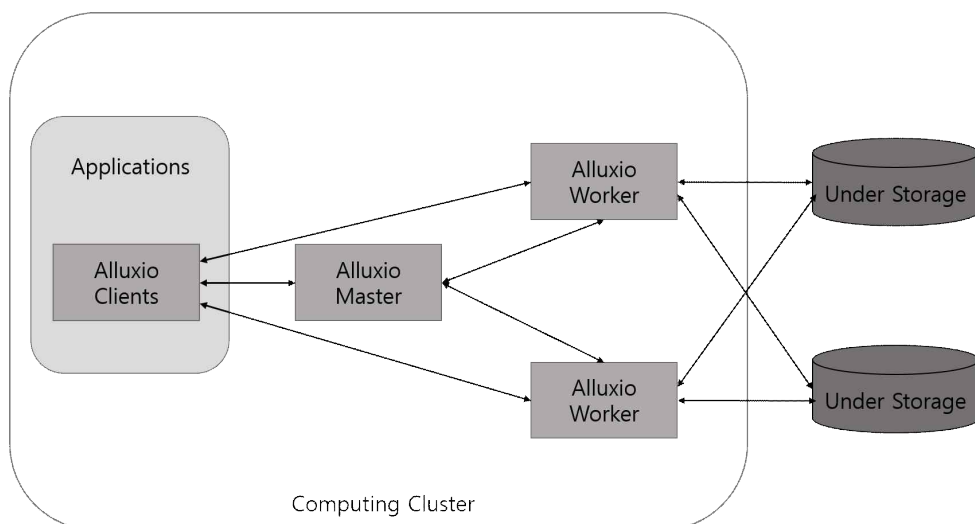 Applications
Alluxio
Clients
Alluxio
Master
Alluxio
Worker
Alluxio
Worker
Under Storage
Under Storage
Computing Cluster